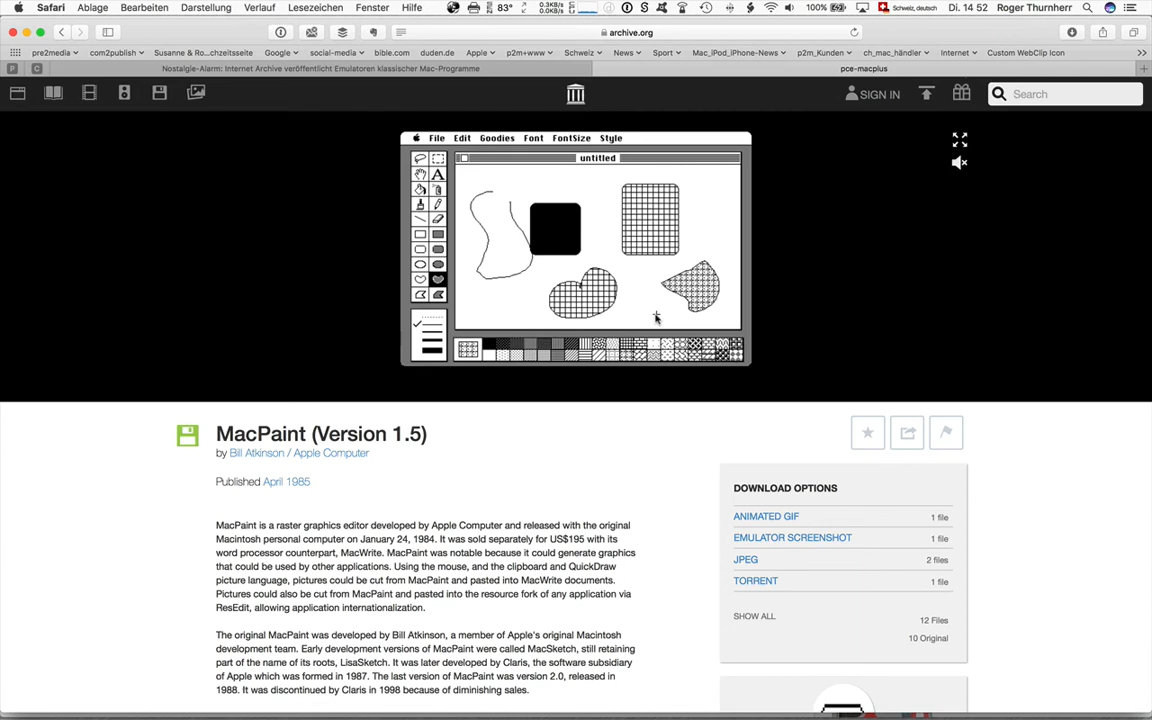 Safari Ablage Bearbeiten Darstellung Verlauf Lesezeichen Fenster Hilfe 83° 0.3KB/s 0.0KB/s 100% Schweiz, deutsch Di. 14 52 Roger Thurnherr
archive.org
pre2media com2publish Susanne & Ro...chzeitsseite Google social-media bible.com duden.de Apple p2m+www Schweiz News Sport Mac_iPod_iPhone-News p2m_Kunden ch_mac_händler Internet Custom WebClip Icon
P C Nostalgie-Alarm: Internet Archive veröffentlicht Emulatoren klassischer Mac-Programme pce-macplus
SIGN IN Search
File Edit Goodies Font FontSize Style
untitled
A
MacPaint (Version 1.5)
by Bill Atkinson / Apple Computer
Published April 1985
MacPaint is a raster graphics editor developed by Apple Computer and released with the original
Macintosh personal computer on January 24, 1984. It was sold separately for US$195 with its
word processor counterpart, MacWrite. MacPaint was notable because it could generate graphics
that could be used by other applications. Using the mouse, and the clipboard and QuickDraw
picture language, pictures could be cut from MacPaint and pasted into MacWrite documents.
Pictures could also be cut from MacPaint and pasted into the resource fork of any application via
ResEdit, allowing application internationalization.
The original MacPaint was developed by Bill Atkinson, a member of Apple's original Macintosh
development team. Early development versions of MacPaint were called MacSketch, still retaining
part of the name of its roots, LisaSketch. It was later developed by Claris, the software subsidiary
of Apple which was formed in 1987. The last version of MacPaint was version 2.0, released in
1988. It was discontinued by Claris in 1998 because of diminishing sales.
DOWNLOAD OPTIONS
ANIMATED GIF 1 file
EMULATOR SCREENSHOT 1 file
JPEG 2 files
TORRENT 1 file
SHOW ALL 12 Files
10 Original